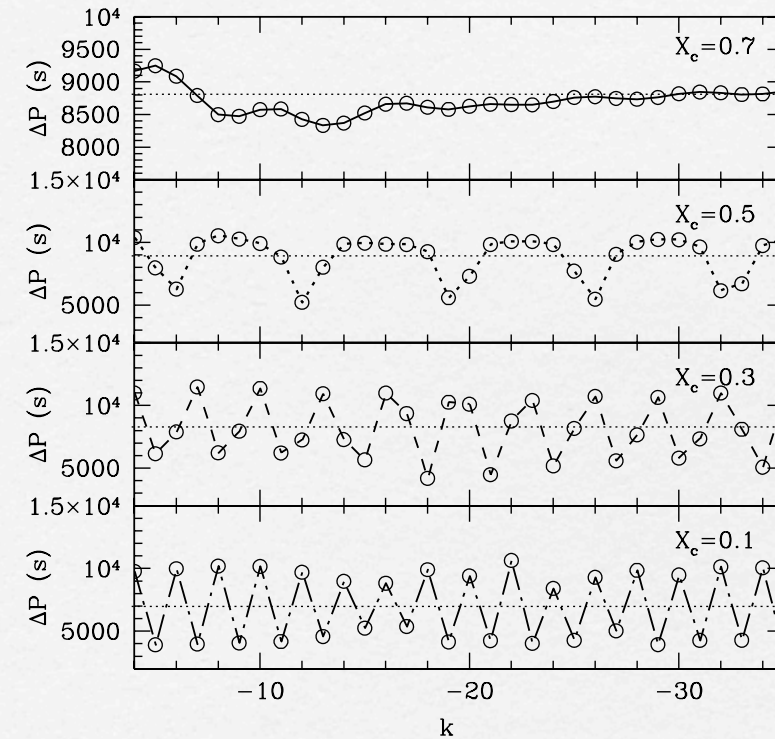 10⁴
9500
9000
8500
8000
ΔP (s)
X_c=0.7
1.5×10⁴
10⁴
5000
ΔP (s)
X_c=0.5
1.5×10⁴
10⁴
5000
ΔP (s)
X_c=0.3
1.5×10⁴
10⁴
5000
ΔP (s)
X_c=0.1
-10 -20 -30
k